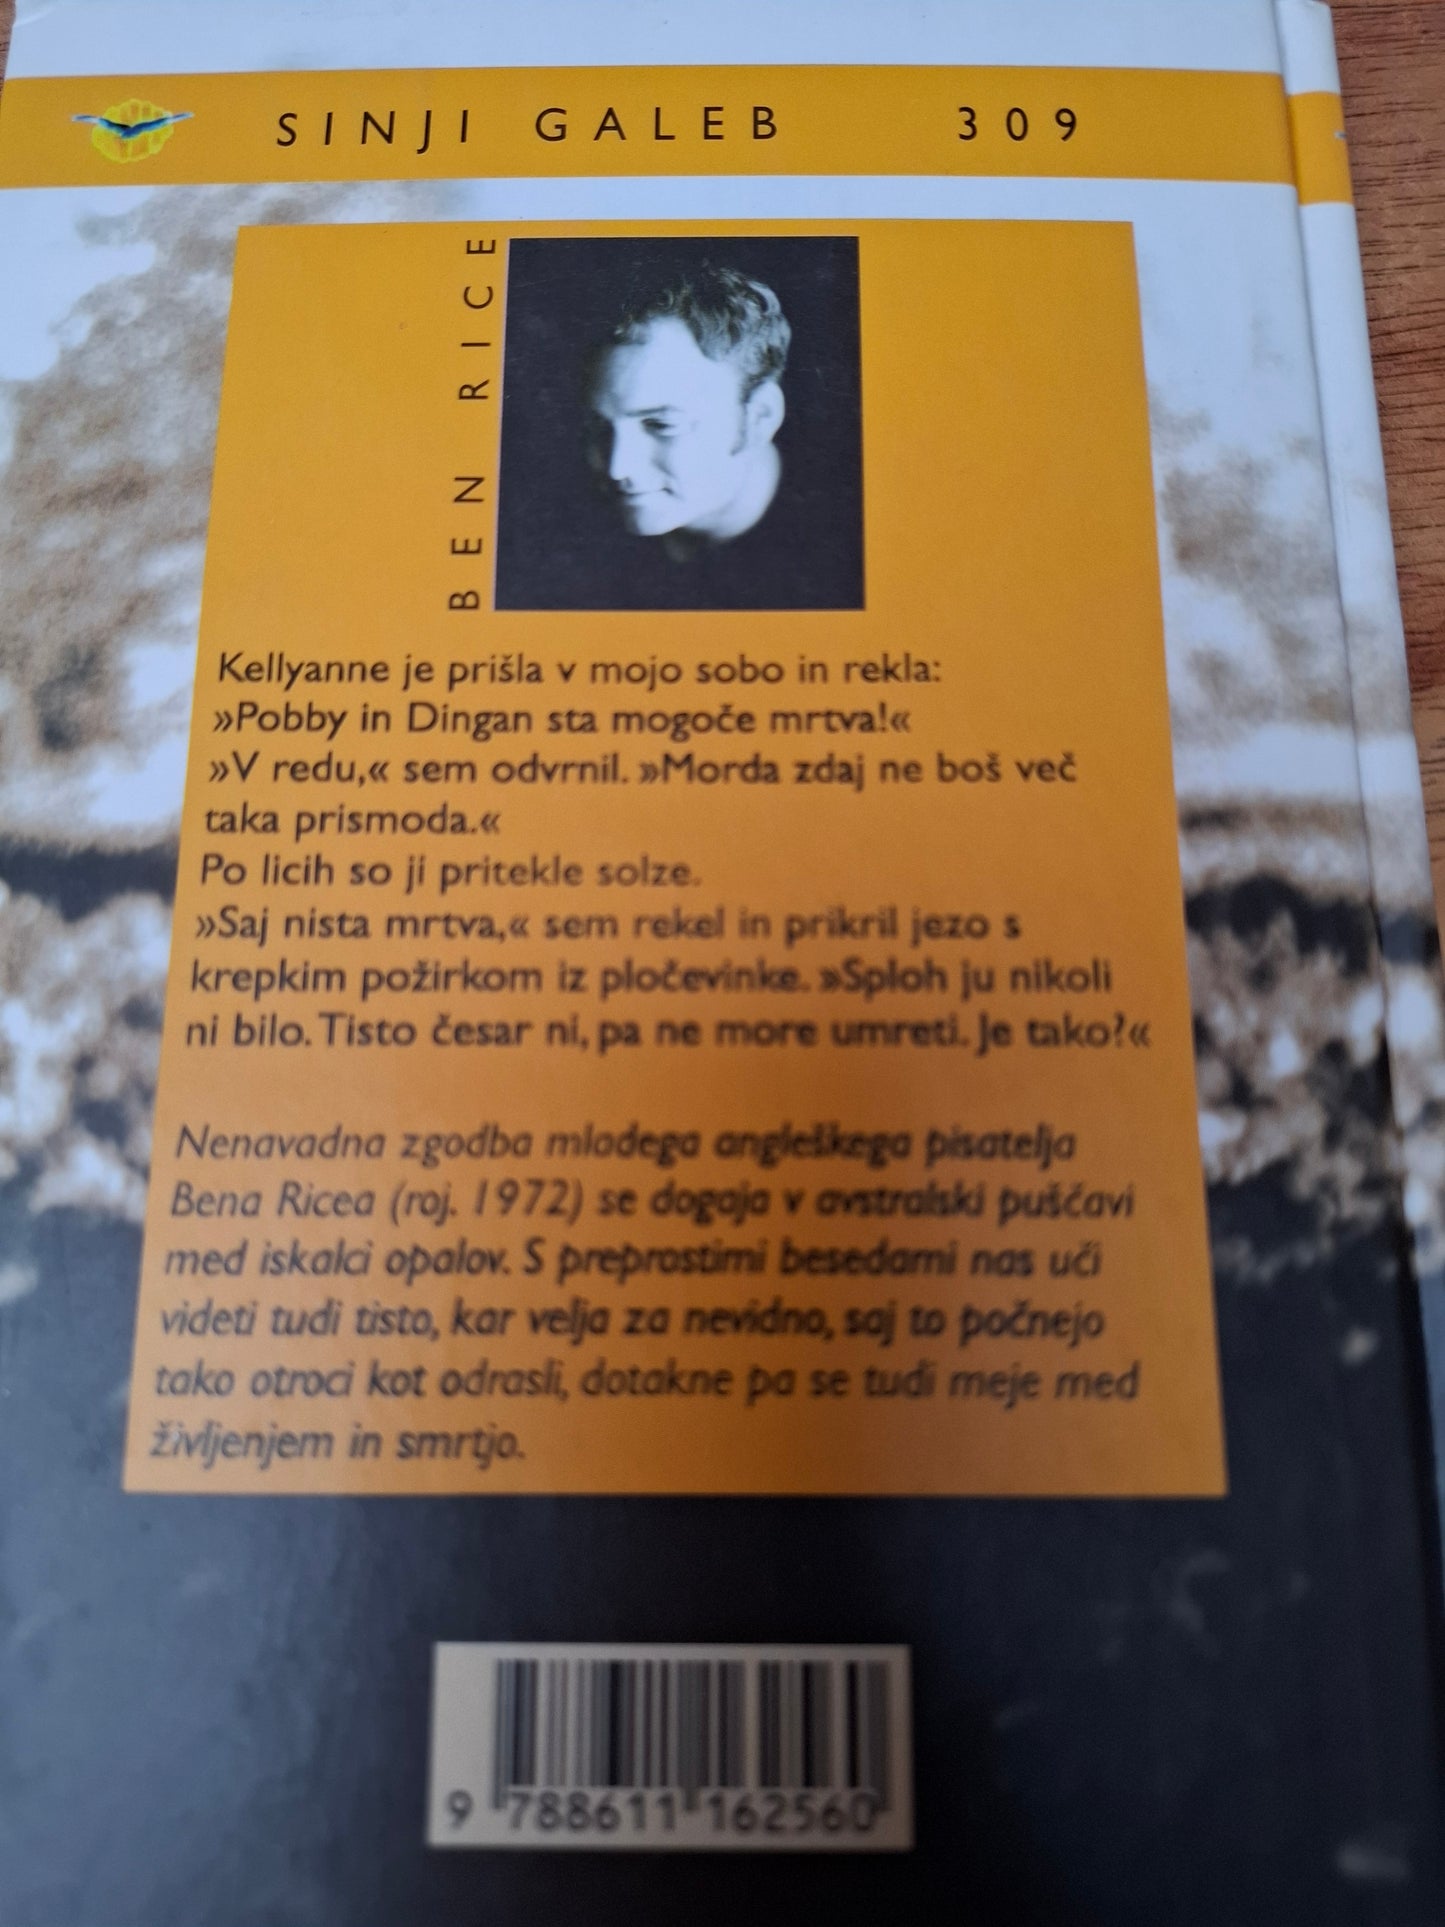 SINJI GALEB 309
BEN RICE
Kellyanne je prišla v mojo sobo in rekla:
»Pobby in Dingan sta mogoče mrtva!«
»V redu,« sem odvrnil. »Morda zdaj ne boš več
taka prismoda.«
Po licih so ji pritekle solze.
»Saj nista mrtva,« sem rekel in prikril jezo s
krepkim požirkom iz pločevinke. »Sploh ju nikoli
ni bilo. Tisto česar ni, pa ne more umreti. Je tako?«
Nenavadna zgodba mladega angleškega pisatelja
Bena Ricea (roj. 1972) se dogaja v avstralski puščavi
med iskalci opalov. S preprostimi besedami nas uči
videti tudi tisto, kar velja za nevidno, saj to počnejo
tako otroci kot odrasli, dotakne pa se tudi meje med
življenjem in smrtjo.
9 788611 162560